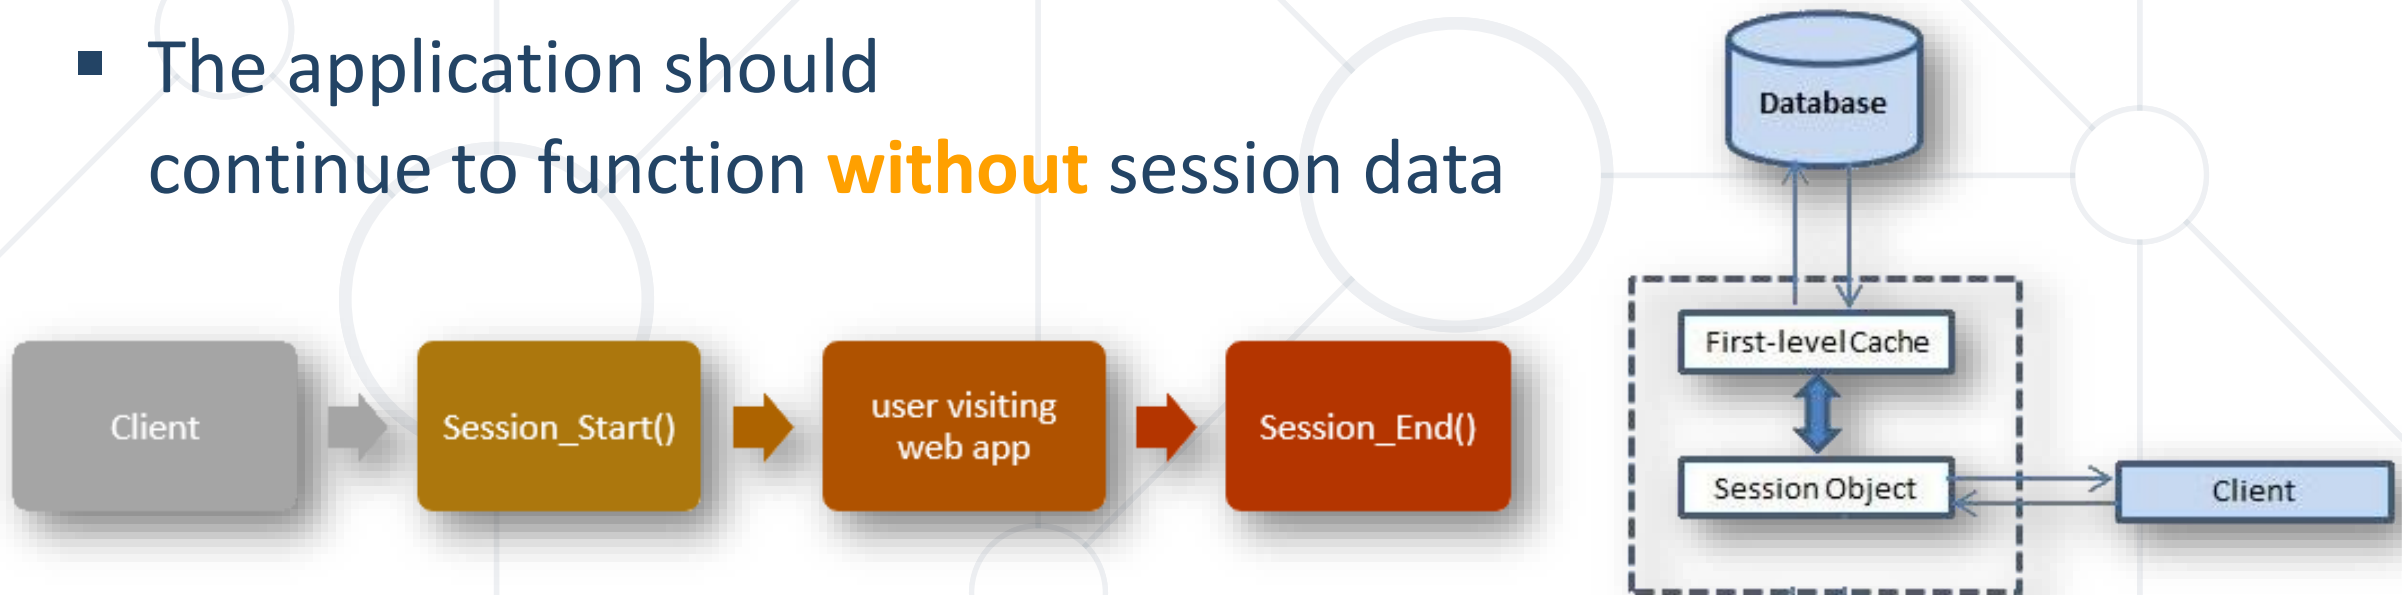 ▪ The application should
continue to function without session data
Client
Session_Start()
user visiting
web app
Session_End()
Database
First-level Cache
Session Object
Client